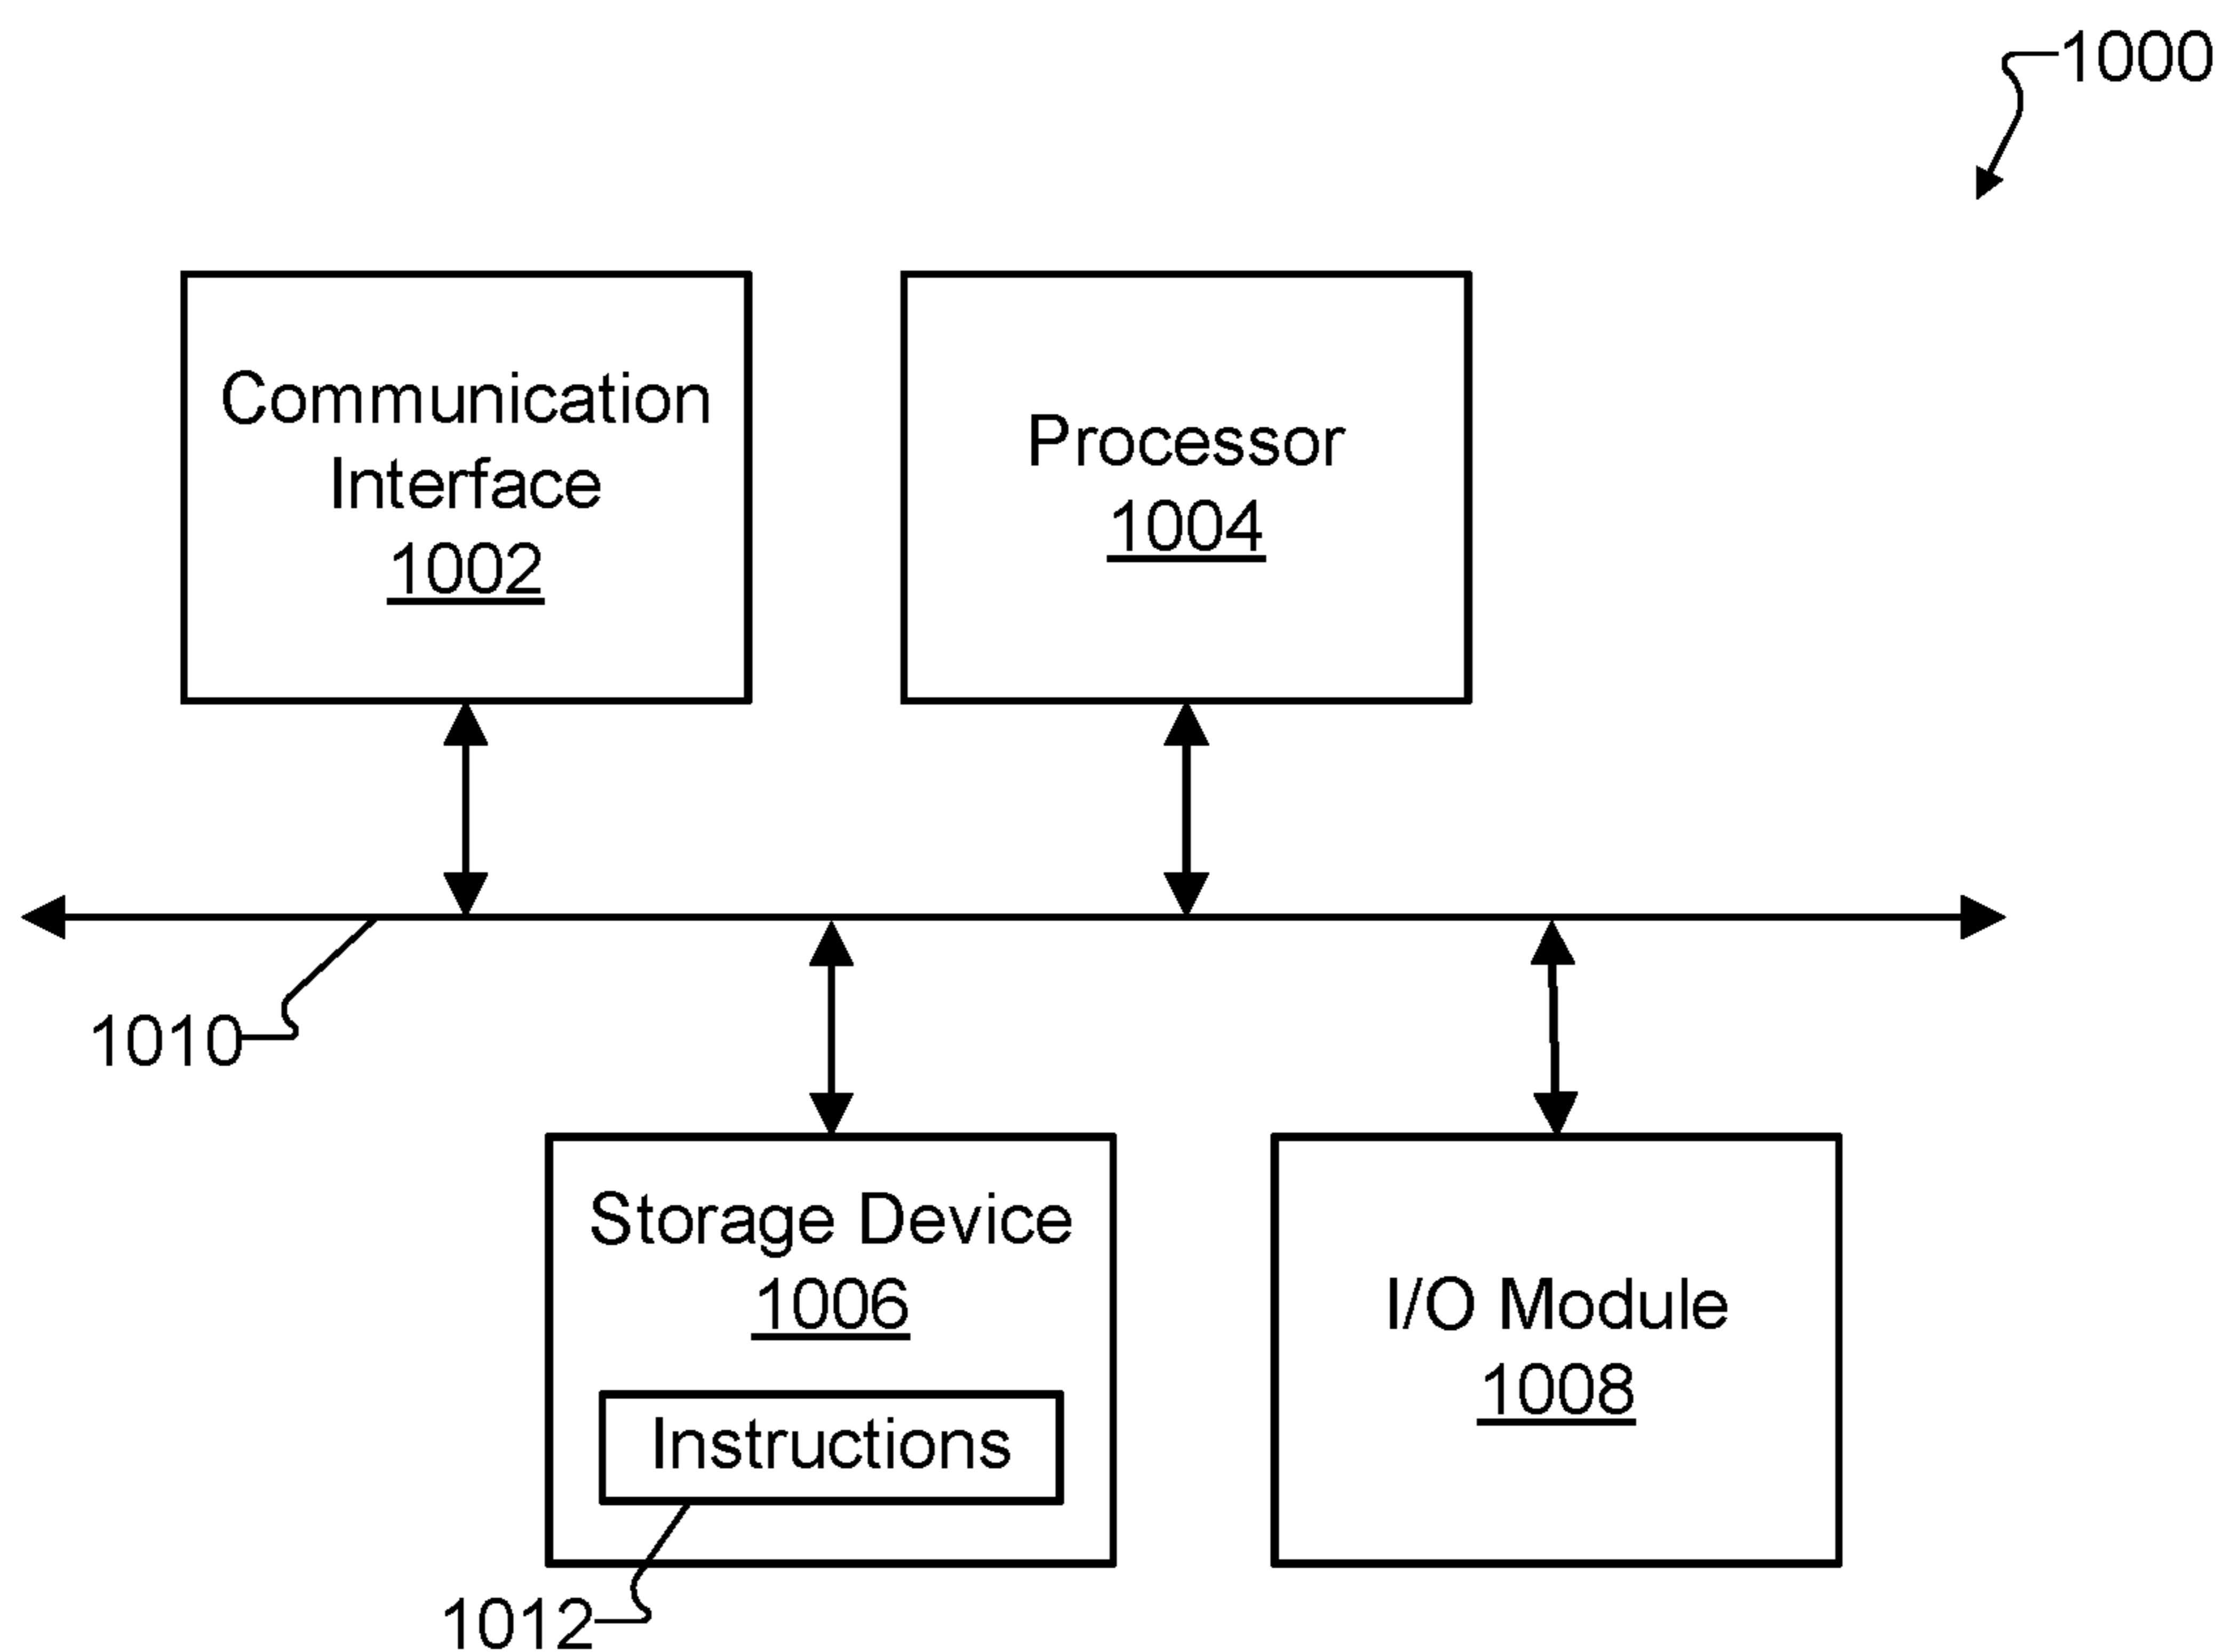 1000
Communication
Interface
1002
Processor
1004
1010
Storage Device
1006
Instructions
1012
I/O Module
1008